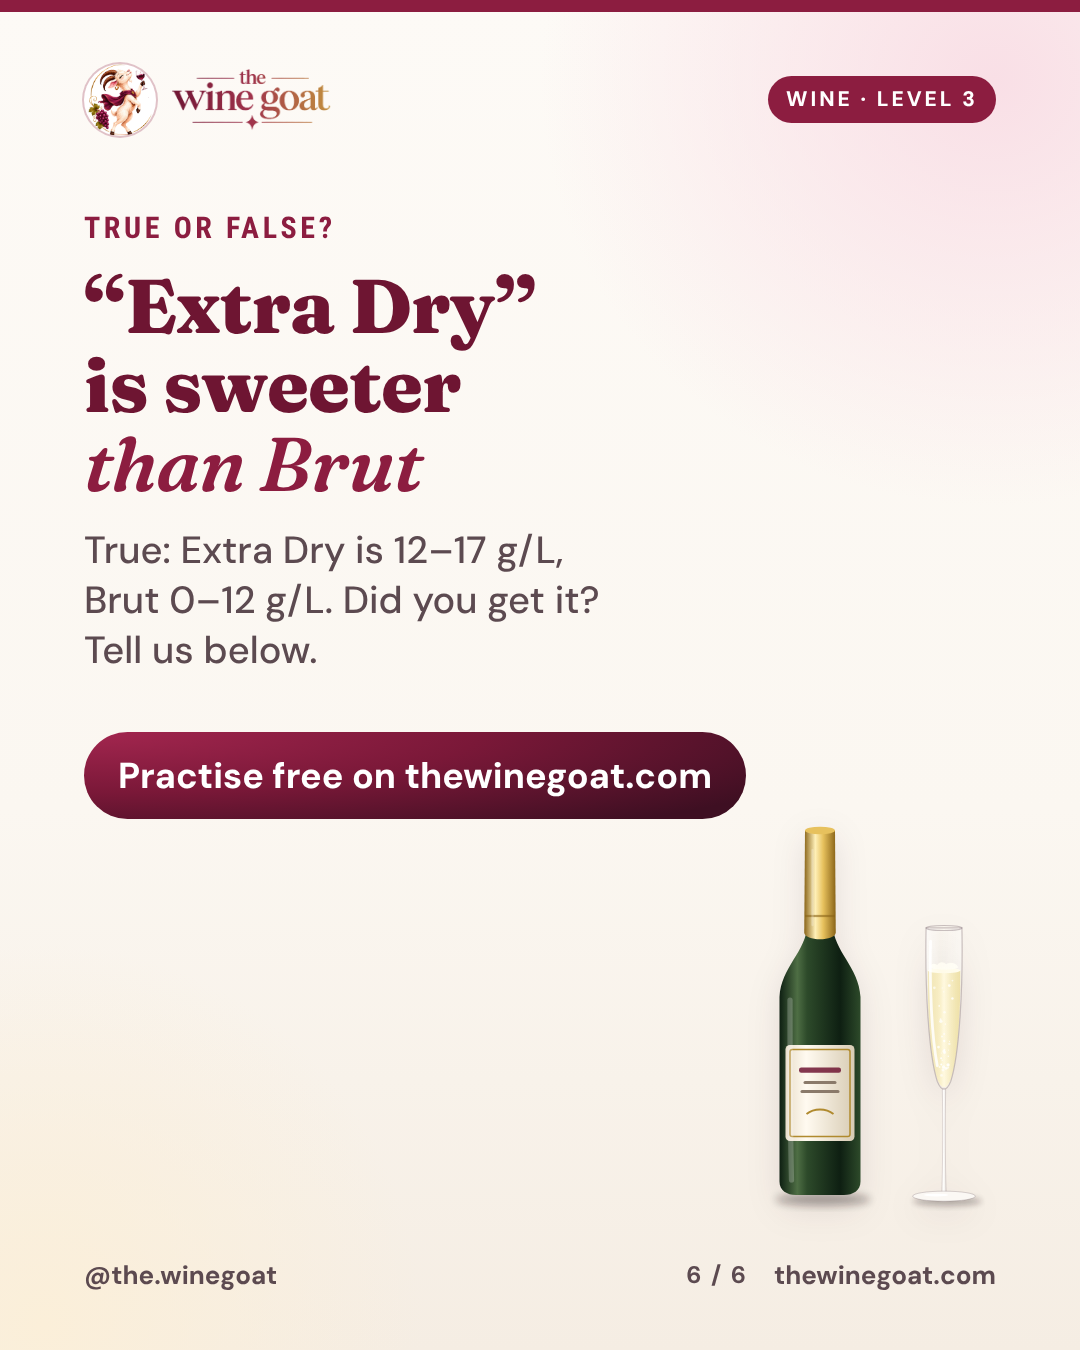 the
wine goat
WINE · LEVEL 3
TRUE OR FALSE?
“Extra Dry”
is sweeter
than Brut
True: Extra Dry is 12–17 g/L,
Brut 0–12 g/L. Did you get it?
Tell us below.
Practise free on thewinegoat.com
@the.winegoat
6 / 6 thewinegoat.com